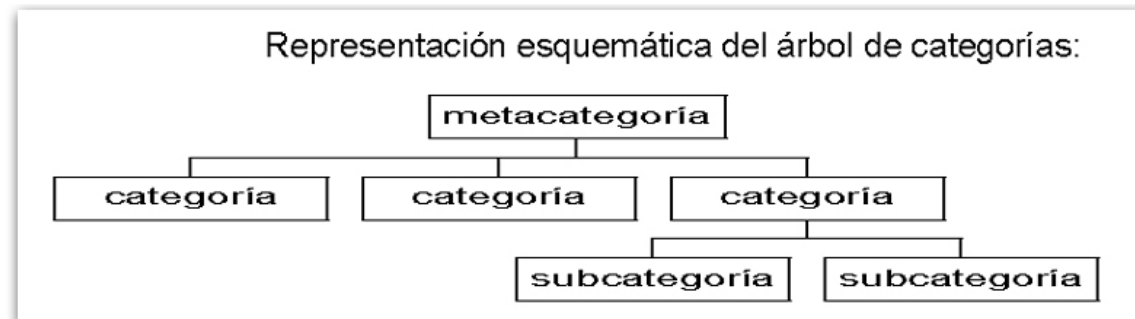 Representación esquemática del árbol de categorías:
metacategoría
categoría categoría categoría
subcategoría subcategoría